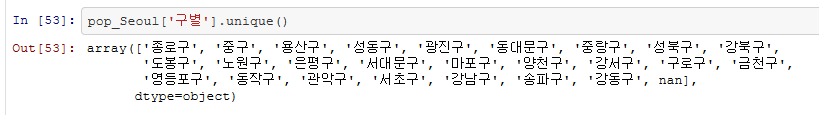 In [53]: pop_Seoul['구별'].unique()
Out[53]: array(['종로구', '중구', '용산구', '성동구', '광진구', '동대문구', '중랑구', '성북구', '강북구',
'도봉구', '노원구', '은평구', '서대문구', '마포구', '양천구', '강서구', '구로구', '금천구',
'영등포구', '동작구', '관악구', '서초구', '강남구', '송파구', '강동구', nan],
dtype=object)